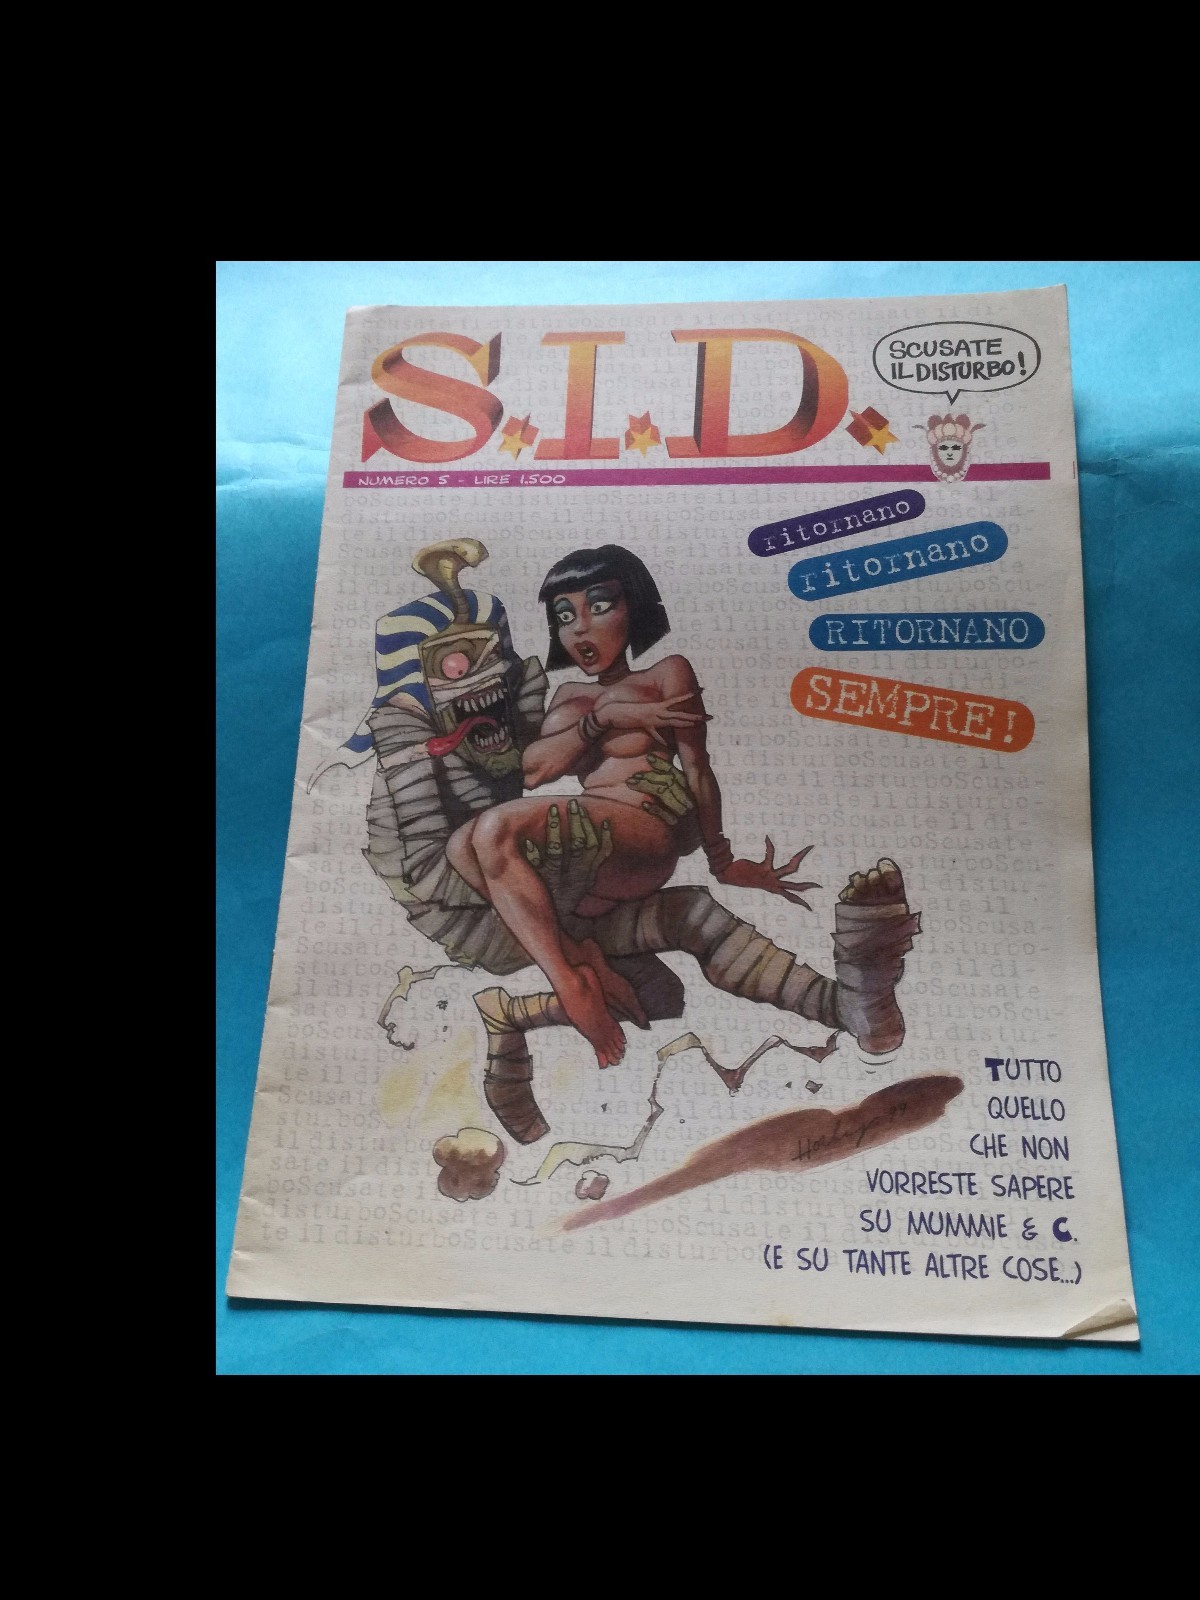 S.I.D.
SCUSATE
IL DISTURBO!
NUMERO 5 - LIRE 1.500
ritornano
ritornano
RITORNANO
SEMPRE!
TUTTO
QUELLO
CHE NON
VORRESTE SAPERE
SU MUMMIE & C.
(E SU TANTE ALTRE COSE...)